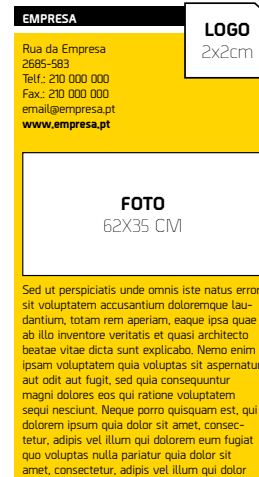 EMPRESA
LOGO
2x2cm
Rua da Empresa
2685-583
Telf.: 210 000 000
Fax.: 210 000 000
email@empresa.pt
www.empresa.pt
FOTO
62X35 CM
Sed ut perspiciatis unde omnis iste natus error
sit voluptatem accusantium doloremque lau-
dantium, totam rem aperiam, eaque ipsa quae
ab illo inventore veritatis et quasi architecto
beatae vitae dicta sunt explicabo. Nemo enim
ipsam voluptatem quia voluptas sit aspernatur
aut odit aut fugit, sed quia consequuntur
magni dolores eos qui ratione voluptatem
sequi nesciunt. Neque porro quisquam est, qui
dolorem ipsum quia dolor sit amet, consec-
tetur, adipis vel illum qui dolorem eum fugiat
quo voluptas nulla pariatur quia dolor sit
amet, consectetur, adipis vel illum qui dolor